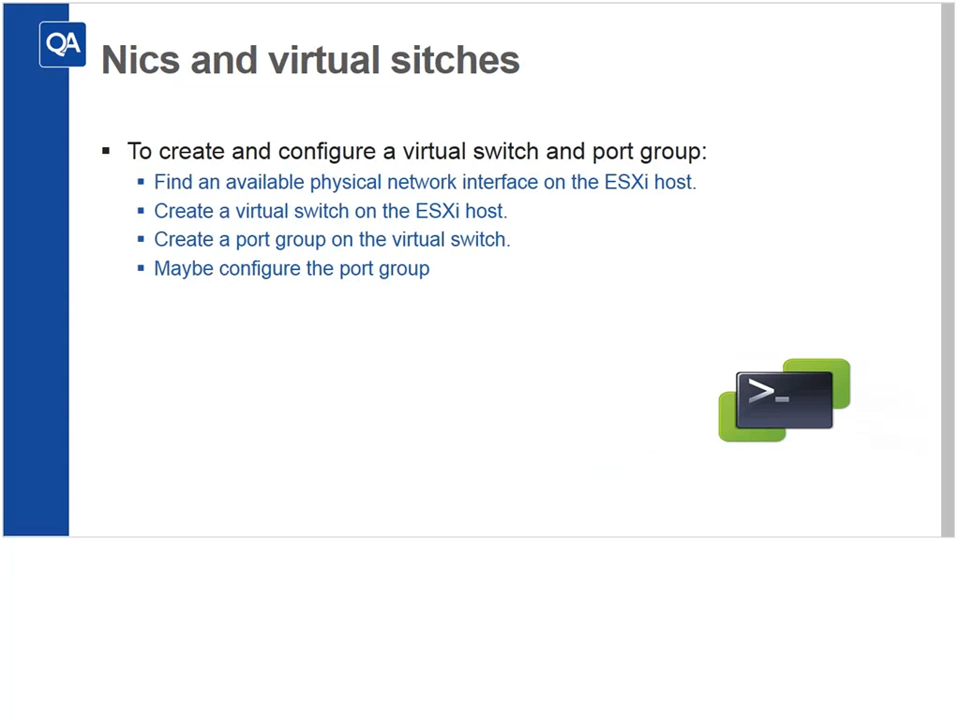 QA
Nics and virtual sitches
▪ To create and configure a virtual switch and port group:
▪ Find an available physical network interface on the ESXi host.
▪ Create a virtual switch on the ESXi host.
▪ Create a port group on the virtual switch.
▪ Maybe configure the port group
>_